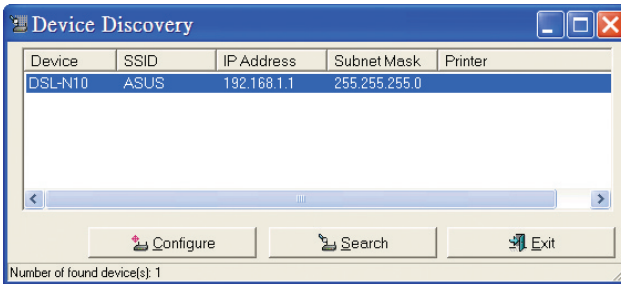 Device Discovery
Device SSID IP Address Subnet Mask Printer
DSL-N10 ASUS 192.168.1.1 255.255.255.0
Configure Search Exit
Number of found device(s): 1